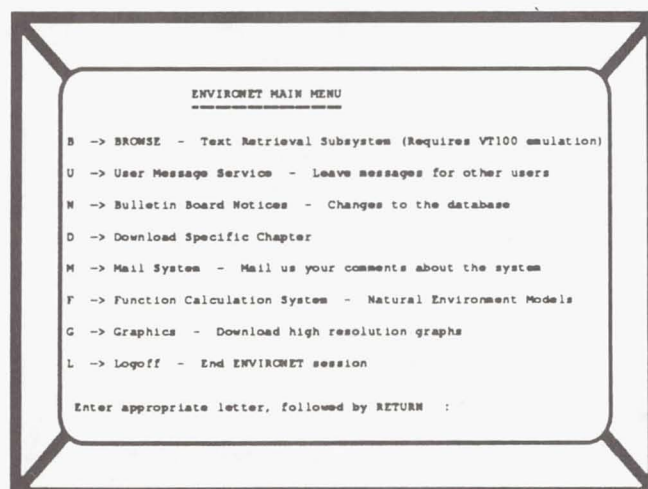 ENVIRONET MAIN MENU
B -> BROWSE - Text Retrieval Subsystem (Requires VT100 emulation)
U -> User Message Service - Leave messages for other users
N -> Bulletin Board Notices - Changes to the database
D -> Download Specific Chapter
M -> Mail System - Mail us your comments about the system
F -> Function Calculation System - Natural Environment Models
G -> Graphics - Download high resolution graphs
L -> Logoff - End ENVIRONET session
Enter appropriate letter, followed by RETURN :